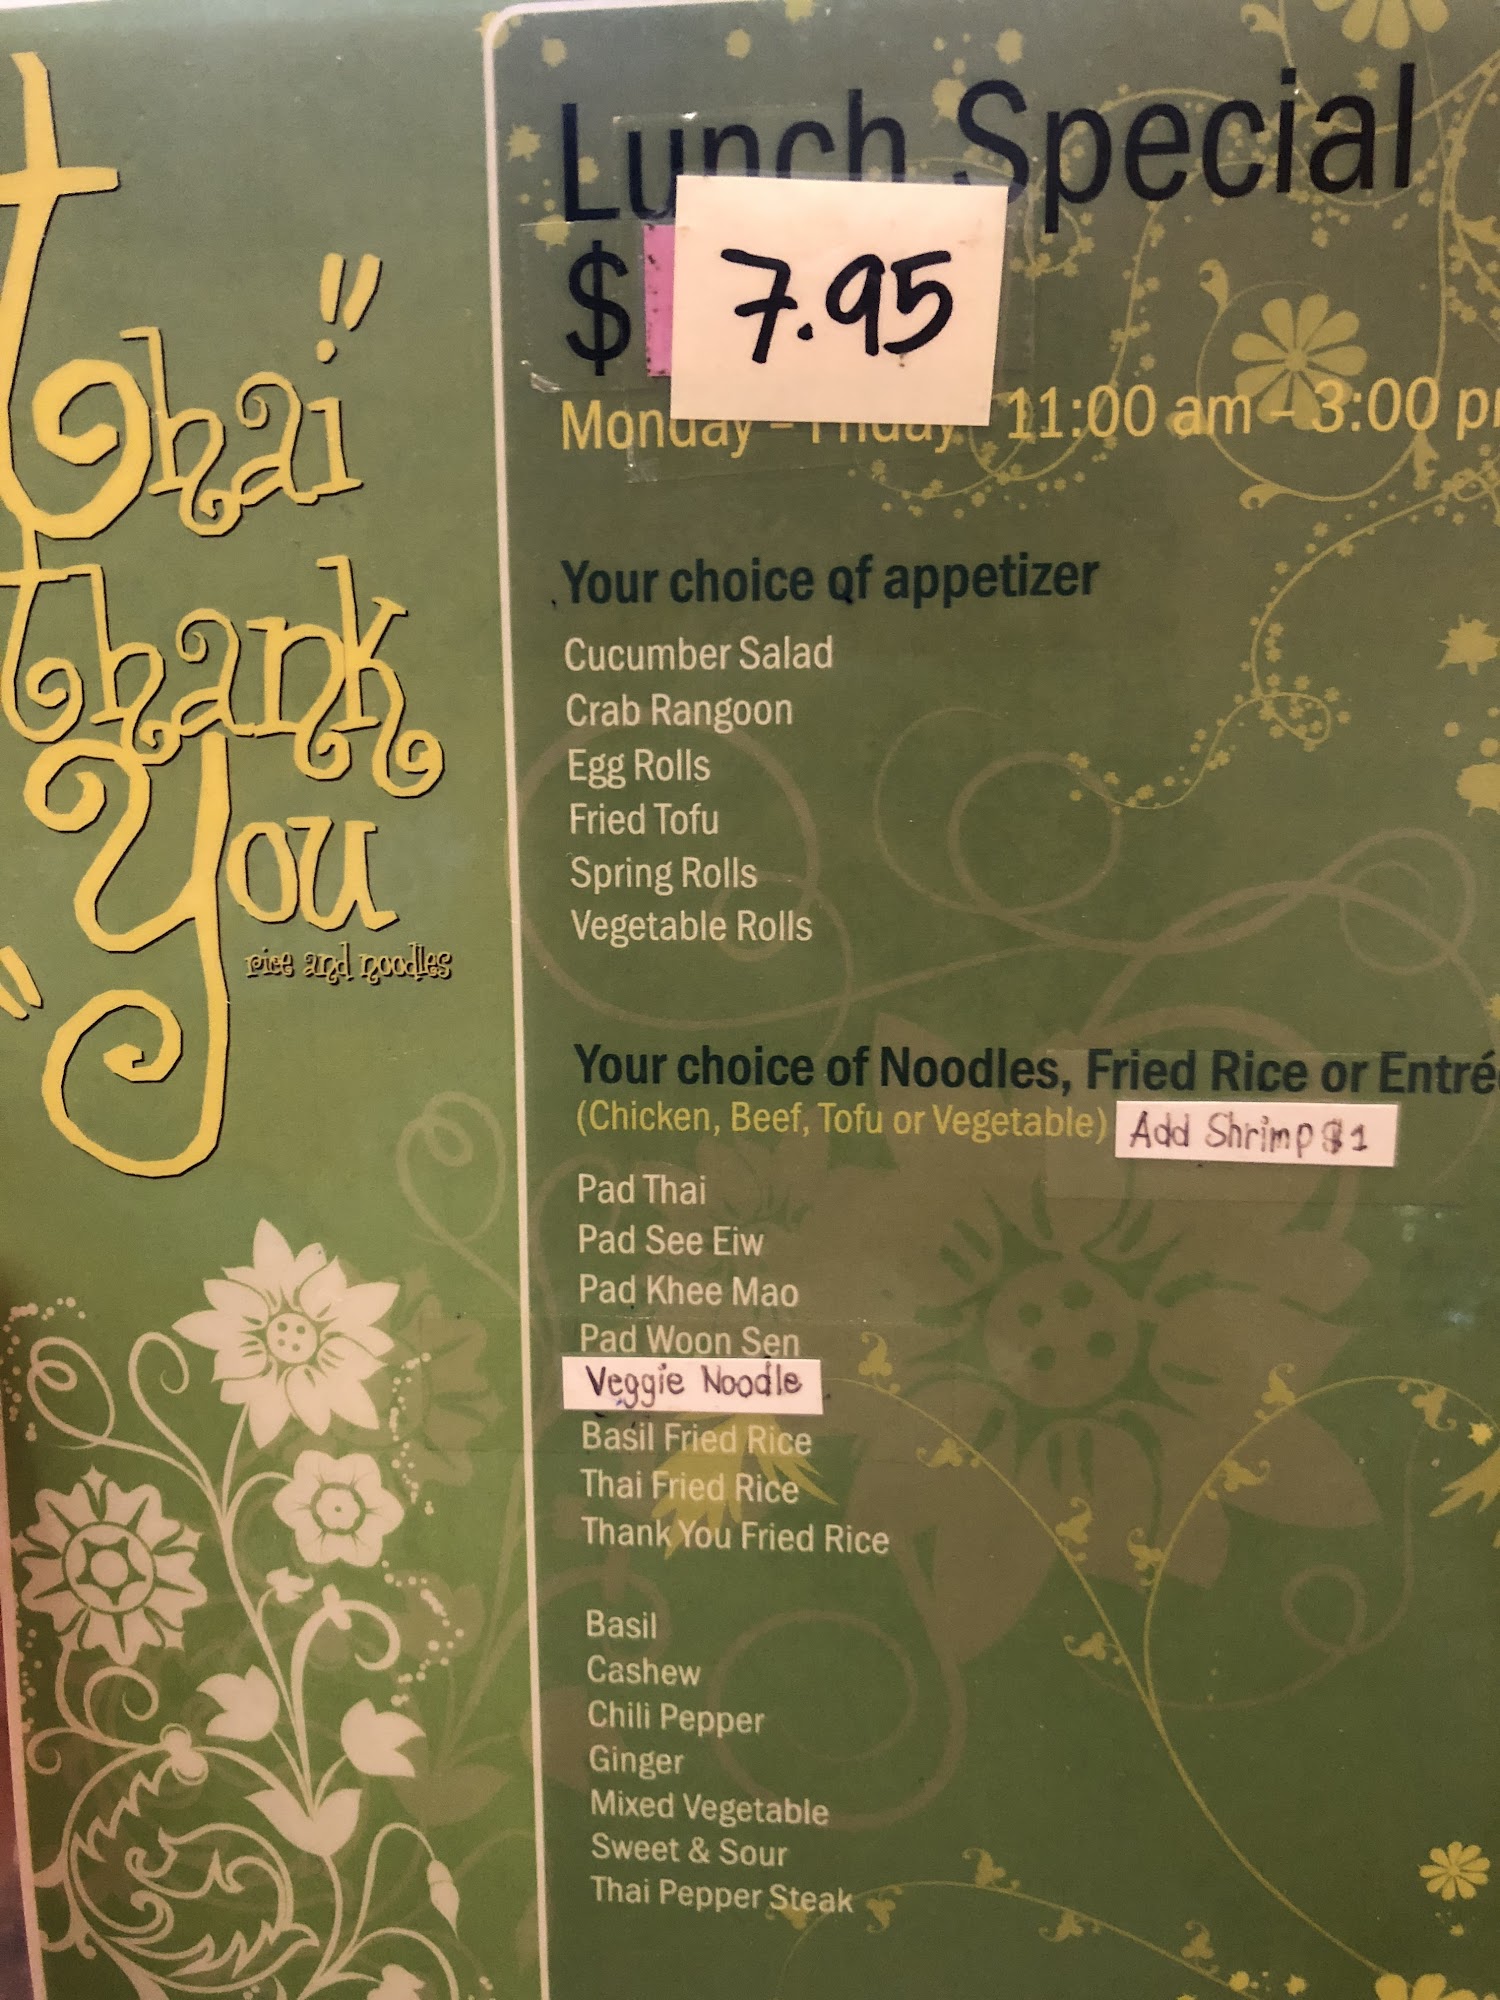 "
thai
thank
you
rice and noodles
"
Lunch Special
$ 7.95
Monday - Friday 11:00 am - 3:00
Your choice of appetizer
Cucumber Salad
Crab Rangoon
Egg Rolls
Fried Tofu
Spring Rolls
Vegetable Rolls
Your choice of Noodles, Fried Rice or
(Chicken, Beef, Tofu or Vegetable) Add Shrimp $1
Pad Thai
Pad See Eiw
Pad Khee Mao
Pad Woon Sen
Veggie Noodle
Basil Fried Rice
Thai Fried Rice
Thank You Fried Rice
Basil
Cashew
Chili Pepper
Ginger
Mixed Vegetable
Sweet & Sour
Thai Pepper Steak